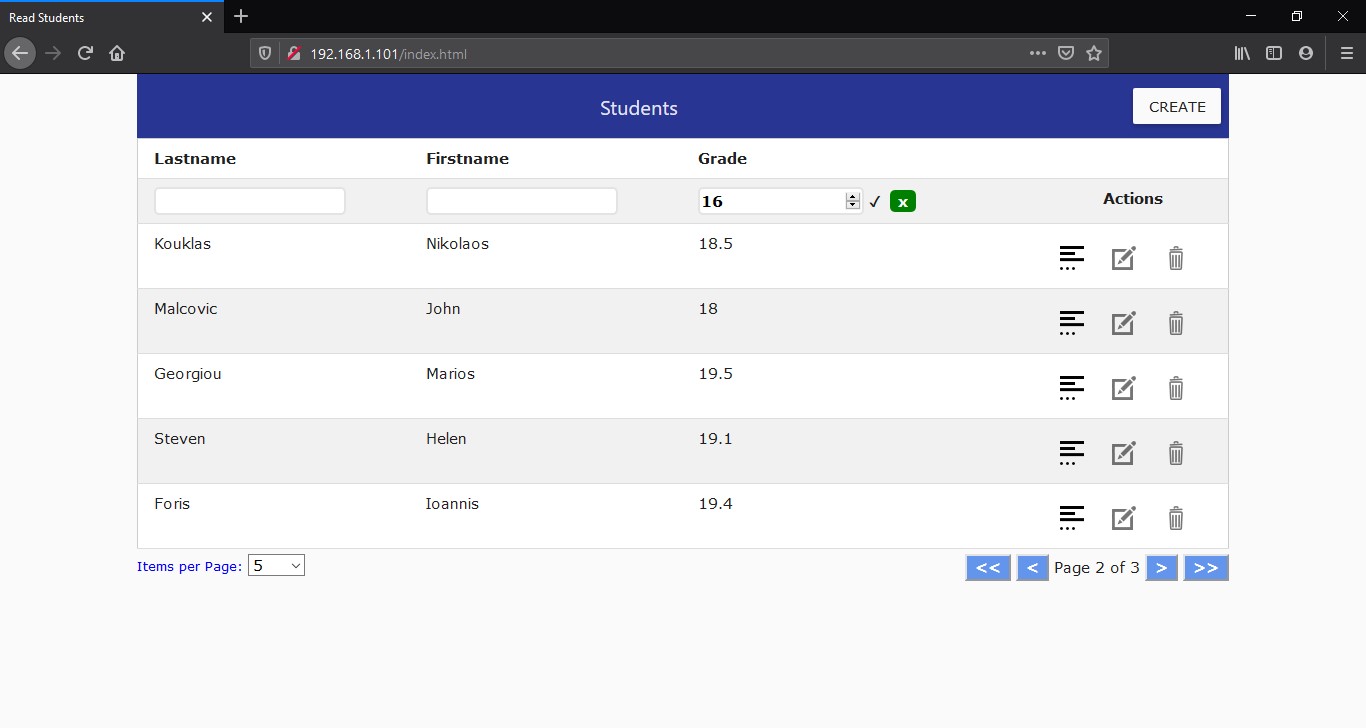 Read Students
192.168.1.101/index.html
Students CREATE
Lastname Firstname Grade
16 ✓ x Actions
Kouklas Nikolaos 18.5
Malcovic John 18
Georgiou Marios 19.5
Steven Helen 19.1
Foris Ioannis 19.4
Items per Page: 5 << < Page 2 of 3 > >>